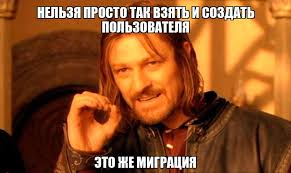 НЕЛЬЗЯ ПРОСТО ТАК ВЗЯТЬ И СОЗДАТЬ
ПОЛЬЗОВАТЕЛЯ
ЭТО ЖЕ МИГРАЦИЯ